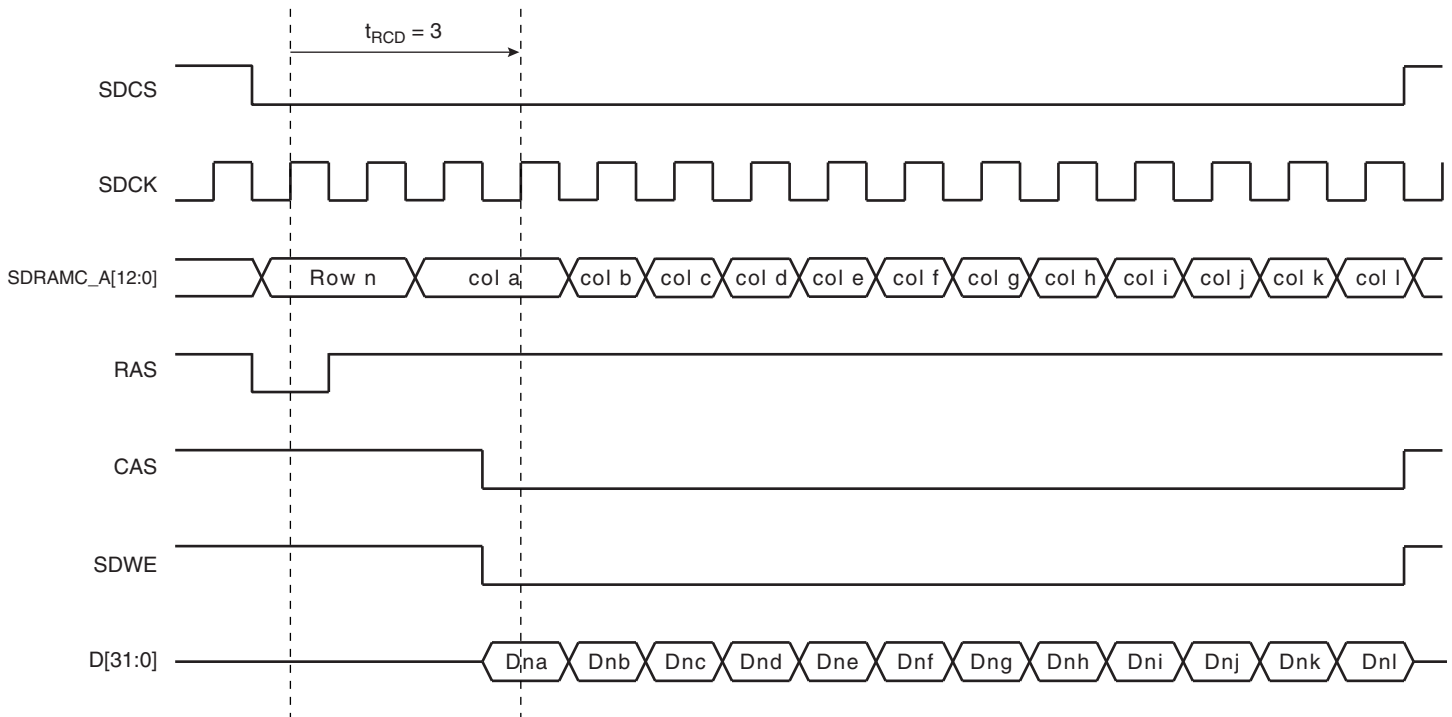 t_RCD = 3
SDCS
SDCK
SDRAMC_A[12:0] Row n col a col b col c col d col e col f col g col h col i col j col k col l
RAS
CAS
SDWE
D[31:0] Dna Dnb Dnc Dnd Dne Dnf Dng Dnh Dni Dnj Dnk Dnl